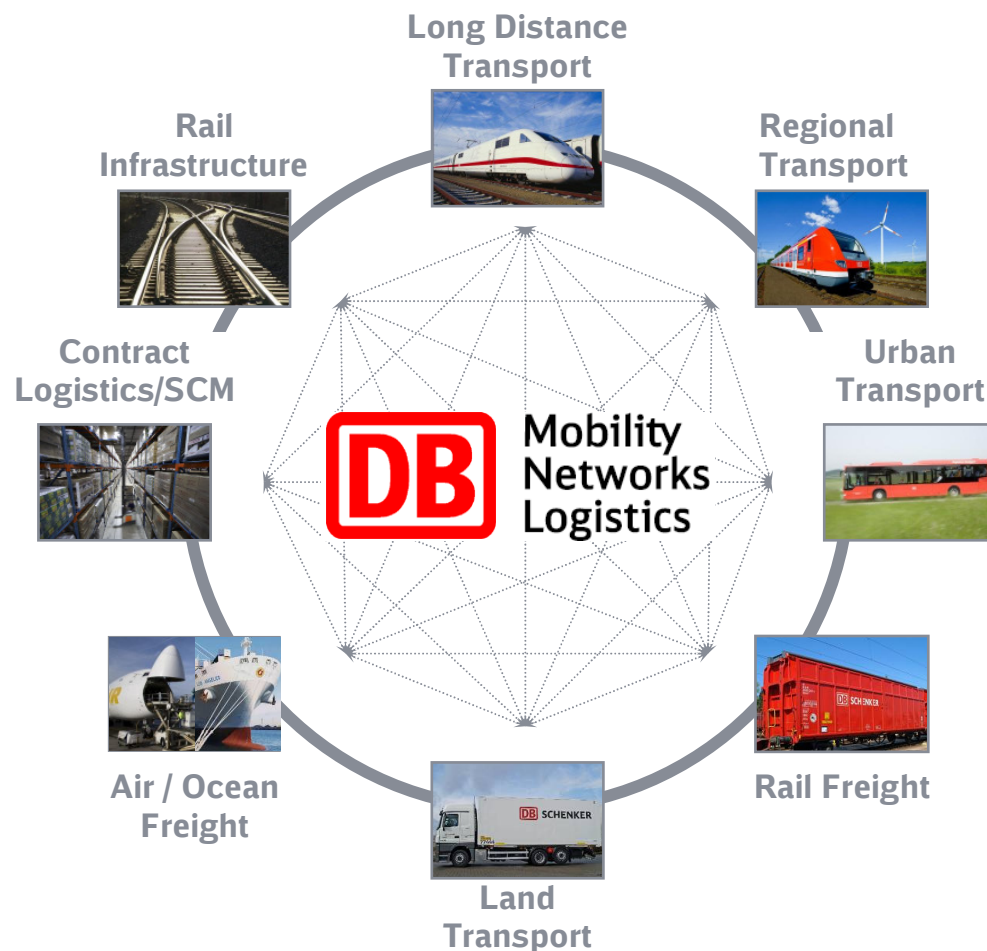 Long Distance
Transport
Rail
Infrastructure
Regional
Transport
Contract
Logistics/SCM
Urban
Transport
DB
Mobility
Networks
Logistics
Air / Ocean
Freight
DB SCHENKER
Rail Freight
DB SCHENKER
Land
Transport